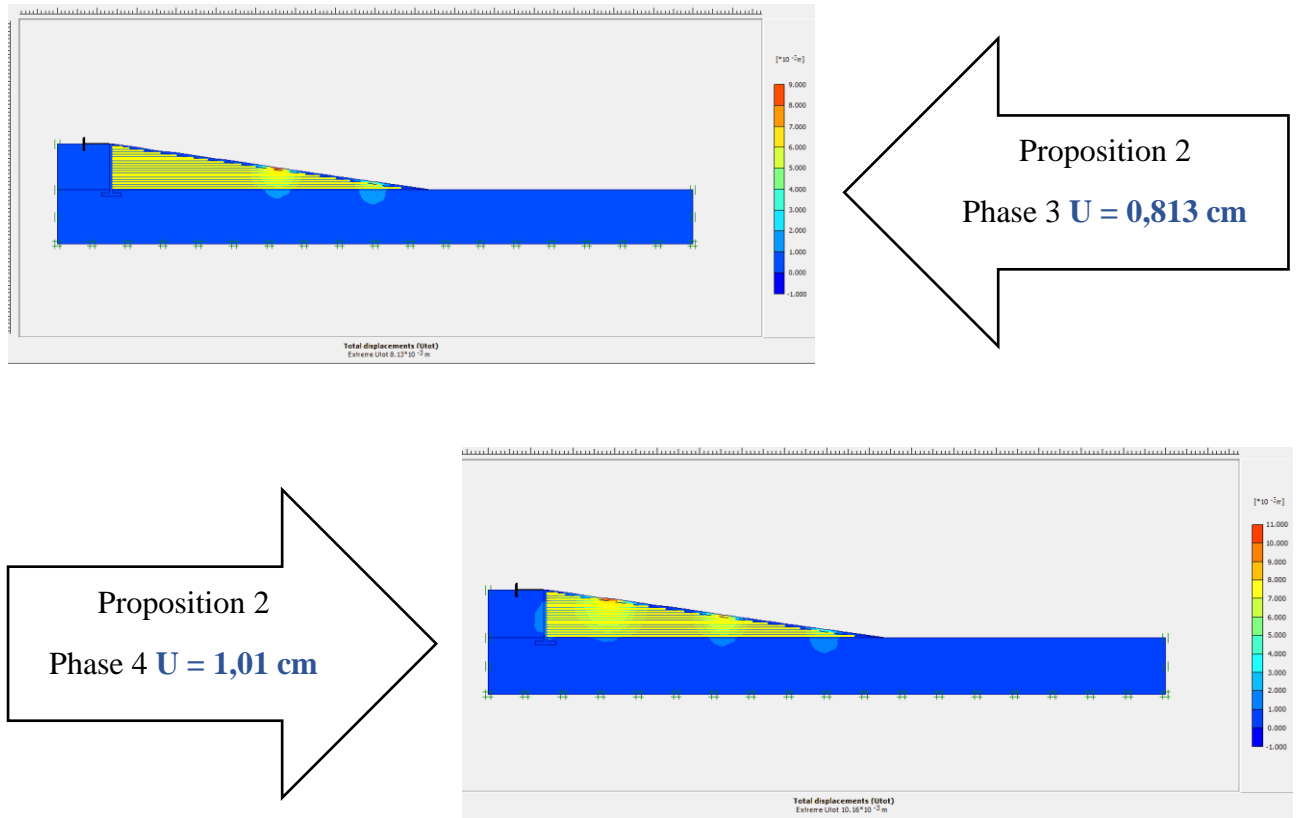 [*10 -3 m]
9.000
8.000
7.000
6.000
5.000
4.000
3.000
2.000
1.000
0.000
-1.000
Total displacements (Utot)
Extreme Utot 8.13*10 -3 m
Proposition 2
Phase 3 U = 0,813 cm
Proposition 2
Phase 4 U = 1,01 cm
[*10 -3 m]
11.000
10.000
9.000
8.000
7.000
6.000
5.000
4.000
3.000
2.000
1.000
0.000
-1.000
Total displacements (Utot)
Extreme Utot 10.16*10 -3 m